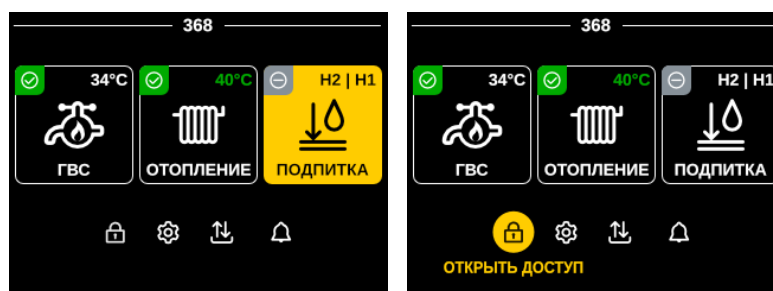 368
34°C 40°C H2 | H1
ГВС ОТОПЛЕНИЕ ПОДПИТКА
368
34°C 40°C H2 | H1
ГВС ОТОПЛЕНИЕ ПОДПИТКА
ОТКРЫТЬ ДОСТУП